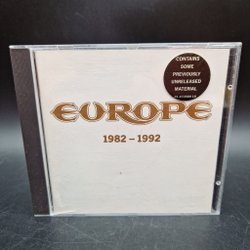 CONTAINS
SOME
PREVIOUSLY
UNRELEASED
MATERIAL
EUROPE
1982 – 1992